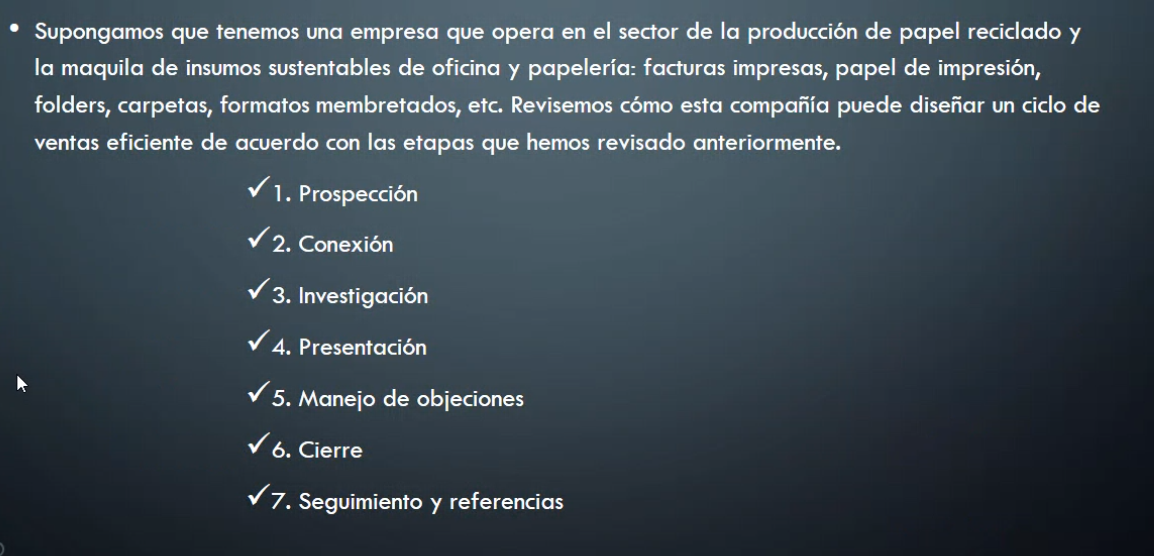 • Supongamos que tenemos una empresa que opera en el sector de la producción de papel reciclado y
la maquila de insumos sustentables de oficina y papelería: facturas impresas, papel de impresión,
folders, carpetas, formatos membretados, etc. Revisemos cómo esta compañía puede diseñar un ciclo de
ventas eficiente de acuerdo con las etapas que hemos revisado anteriormente.
✓1. Prospección
✓2. Conexión
✓3. Investigación
✓4. Presentación
✓5. Manejo de objeciones
✓6. Cierre
✓7. Seguimiento y referencias